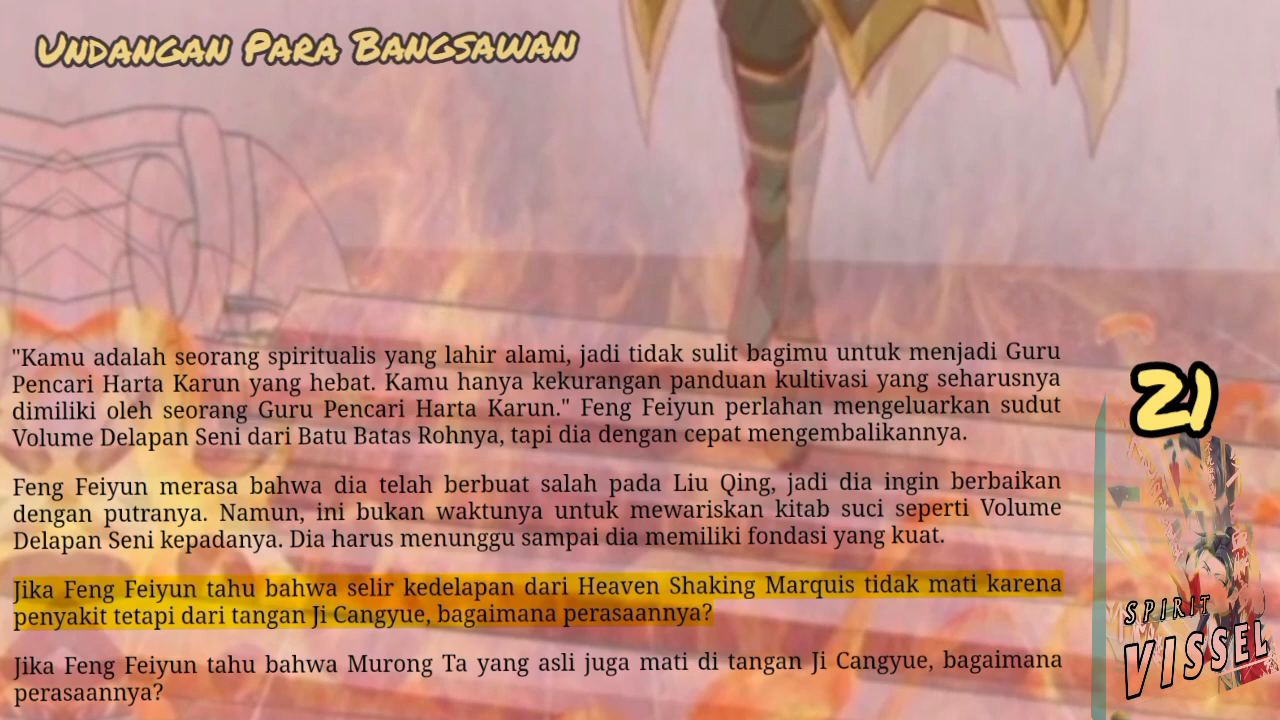 Undangan Para Bangsawan
"Kamu adalah seorang spiritualis yang lahir alami, jadi tidak sulit bagimu untuk menjadi Guru
Pencari Harta Karun yang hebat. Kamu hanya kekurangan panduan kultivasi yang seharusnya
dimiliki oleh seorang Guru Pencari Harta Karun." Feng Feiyun perlahan mengeluarkan sudut
Volume Delapan Seni dari Batu Batas Rohnya, tapi dia dengan cepat mengembalikannya.
Feng Feiyun merasa bahwa dia telah berbuat salah pada Liu Qing, jadi dia ingin berbaikan
dengan putranya. Namun, ini bukan waktunya untuk mewariskan kitab suci seperti Volume
Delapan Seni kepadanya. Dia harus menunggu sampai dia memiliki fondasi yang kuat.
Jika Feng Feiyun tahu bahwa selir kedelapan dari Heaven Shaking Marquis tidak mati karena
penyakit tetapi dari tangan Ji Cangyue, bagaimana perasaannya?
Jika Feng Feiyun tahu bahwa Murong Ta yang asli juga mati di tangan Ji Cangyue, bagaimana
perasaannya?
21
SPIRIT
VISSEL